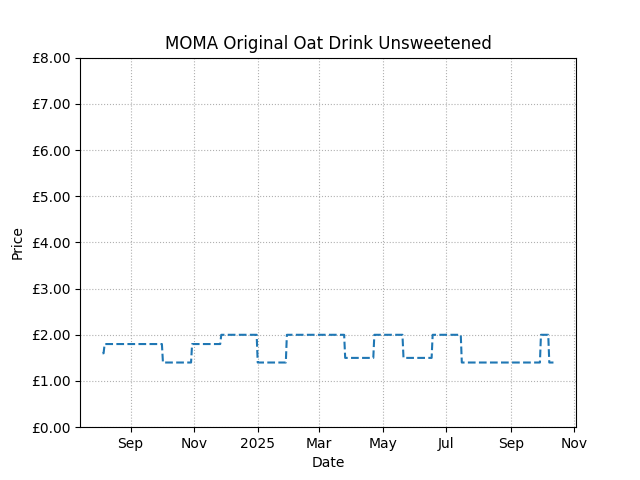 MOMA Original Oat Drink Unsweetened
£8.00
£7.00
£6.00
£5.00
£4.00
£3.00
£2.00
£1.00
£0.00
Price
Sep Nov 2025 Mar May Jul Sep Nov
Date